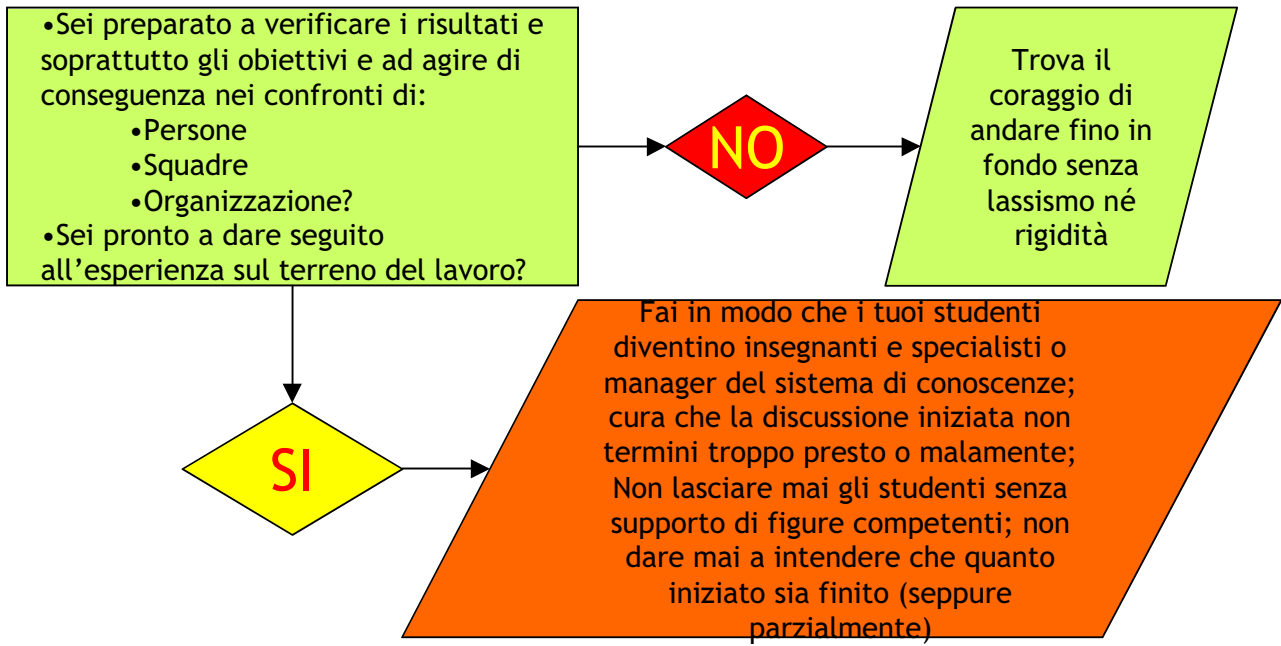 •Sei preparato a verificare i risultati e
soprattutto gli obiettivi e ad agire di
conseguenza nei confronti di:
•Persone
•Squadre
•Organizzazione?
•Sei pronto a dare seguito
all’esperienza sul terreno del lavoro?
NO
Trova il
coraggio di
andare fino in
fondo senza
lassismo né
rigidità
SI
Fai in modo che i tuoi studenti
diventino insegnanti e specialisti o
manager del sistema di conoscenze;
cura che la discussione iniziata non
termini troppo presto o malamente;
Non lasciare mai gli studenti senza
supporto di figure competenti; non
dare mai a intendere che quanto
iniziato sia finito (seppure
parzialmente)